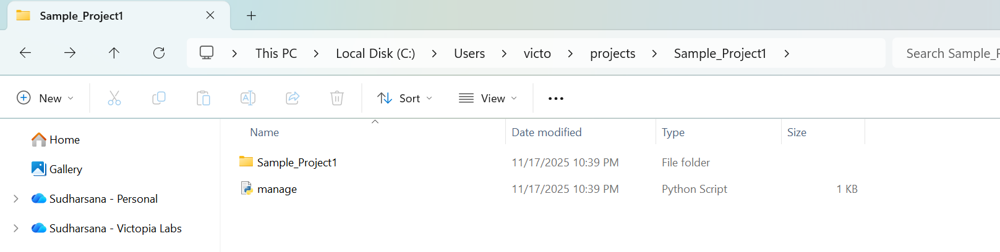 Sample_Project1
This PC > Local Disk (C:) > Users > victo > projects > Sample_Project1 >
Search Sample_
New
Sort
View
Name Date modified Type Size
Home
Gallery
Sudharsana - Personal
Sudharsana - Victopia Labs
Sample_Project1 11/17/2025 10:39 PM File folder
manage 11/17/2025 10:39 PM Python Script 1 KB